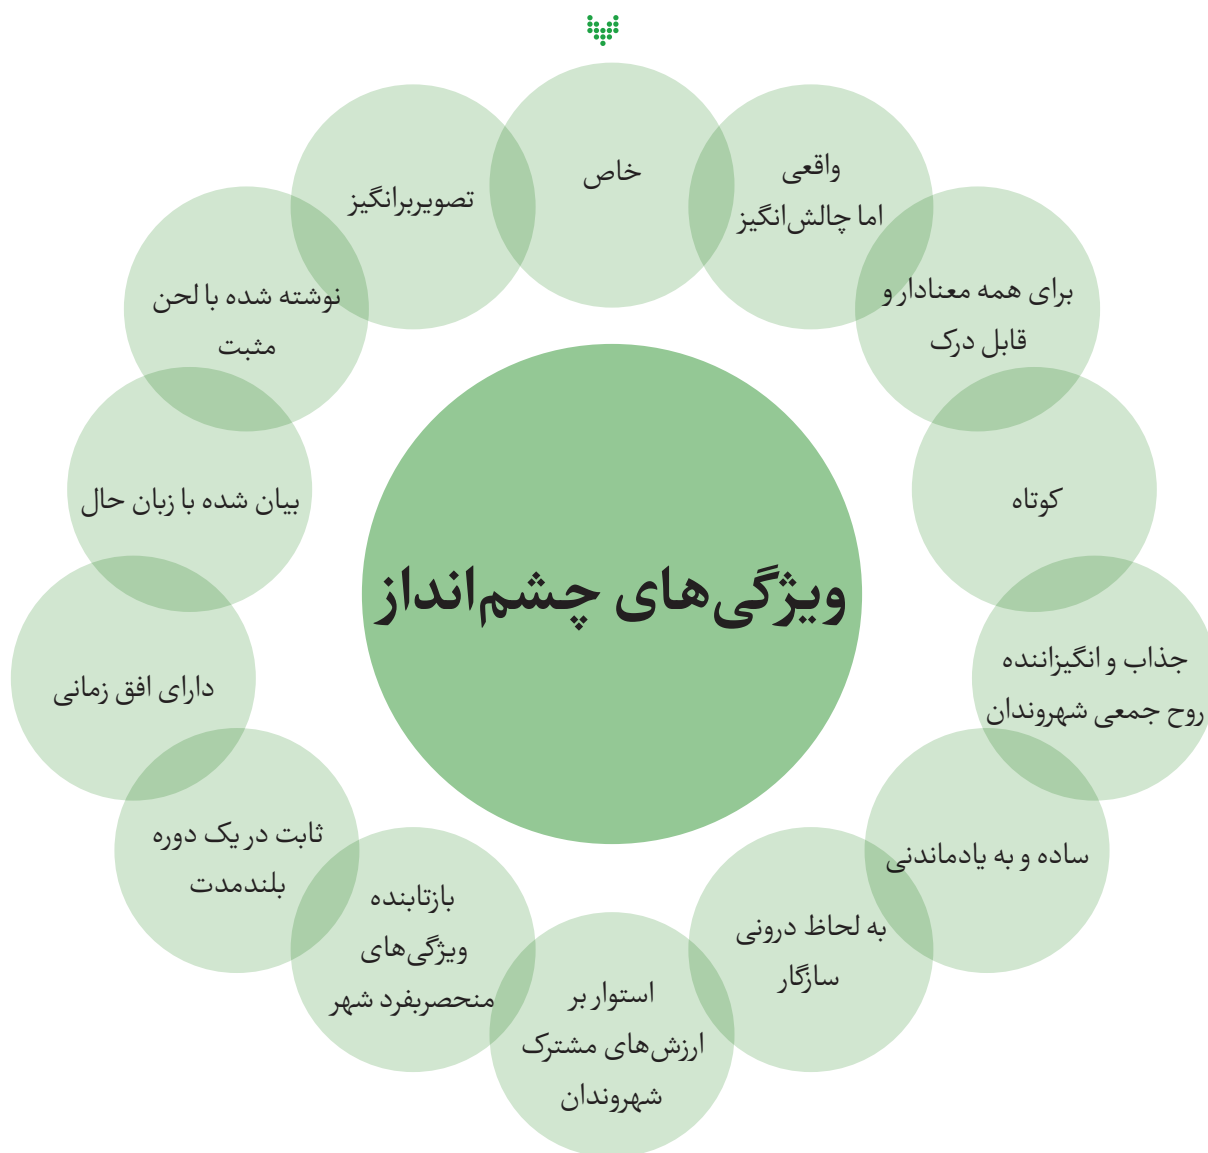 خاص
واقعی
اما چالش‌انگیز
برای همه معنادار و
قابل درک
کوتاه
جذاب و انگیزاننده
روح جمعی شهروندان
ساده و به یادماندنی
به لحاظ درونی
سازگار
استوار بر
ارزش‌های مشترک
شهروندان
بازتابنده
ویژگی‌های
منحصربفرد شهر
ثابت در یک دوره
بلندمدت
دارای افق زمانی
بیان شده با زبان حال
نوشته شده با لحن
مثبت
تصویربرانگیز
ویژگی‌های چشم‌انداز